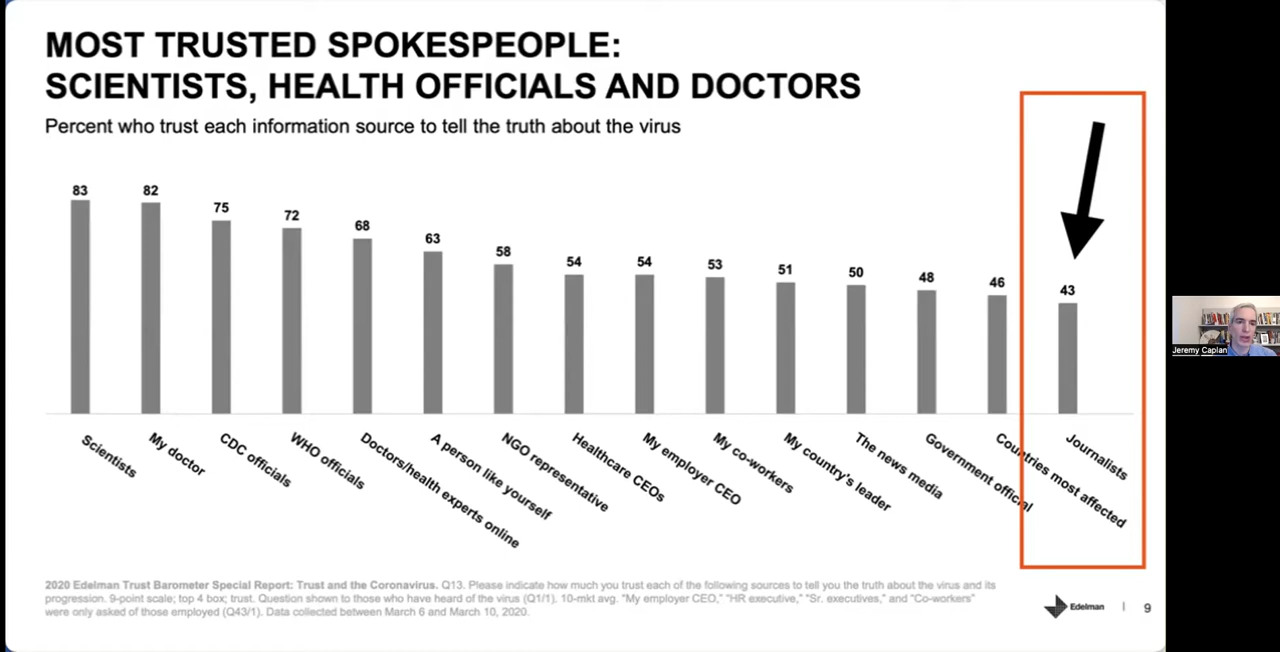 MOST TRUSTED SPOKESPEOPLE:
SCIENTISTS, HEALTH OFFICIALS AND DOCTORS
Percent who trust each information source to tell the truth about the virus
83
82
75
72
68
63
58
54
54
53
51
50
48
46
43
Scientists
My doctor
CDC officials
WHO officials
Doctors/health experts online
A person like yourself
NGO representative
Healthcare CEOs
My employer CEO
My co-workers
My country's leader
The news media
Government official
Countries most affected
Journalists
Jeremy Caplan
2020 Edelman Trust Barometer Special Report: Trust and the Coronavirus. Q13. Please indicate how much you trust each of the following sources to tell you the truth about the virus and its
progression. 9-point scale; top 4 box; trust. Question shown to those who have heard of the virus (Q1/1). 10-mkt avg. "My employer CEO," "HR executive," "Sr. executives," and "Co-workers"
were only asked of those employed (Q43/1). Data collected between March 6 and March 10, 2020.
Edelman | 9